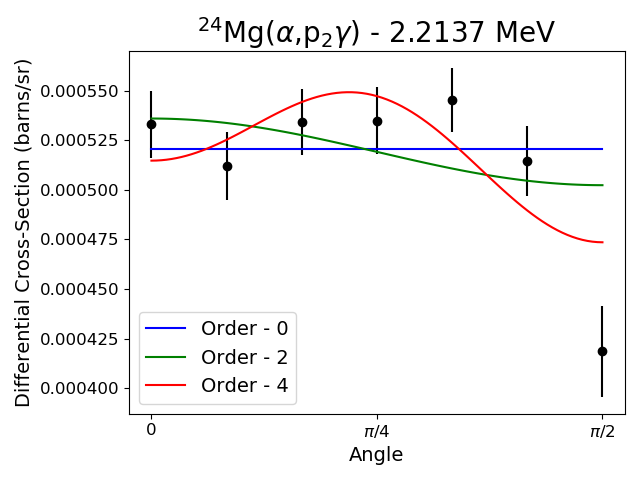 ²⁴Mg(α,p₂γ) - 2.2137 MeV
Differential Cross-Section (barns/sr)
0.000550
0.000525
0.000500
0.000475
0.000450
0.000425
0.000400
Order - 0
Order - 2
Order - 4
0 π/4 π/2
Angle